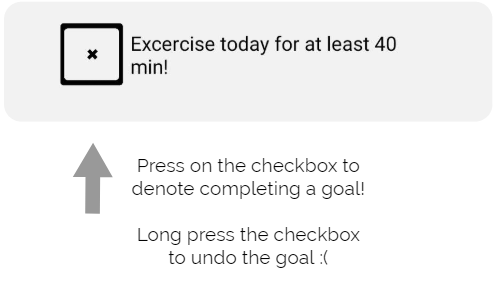 Excercise today for at least 40
min!
Press on the checkbox to
denote completing a goal!
Long press the checkbox
to undo the goal :(